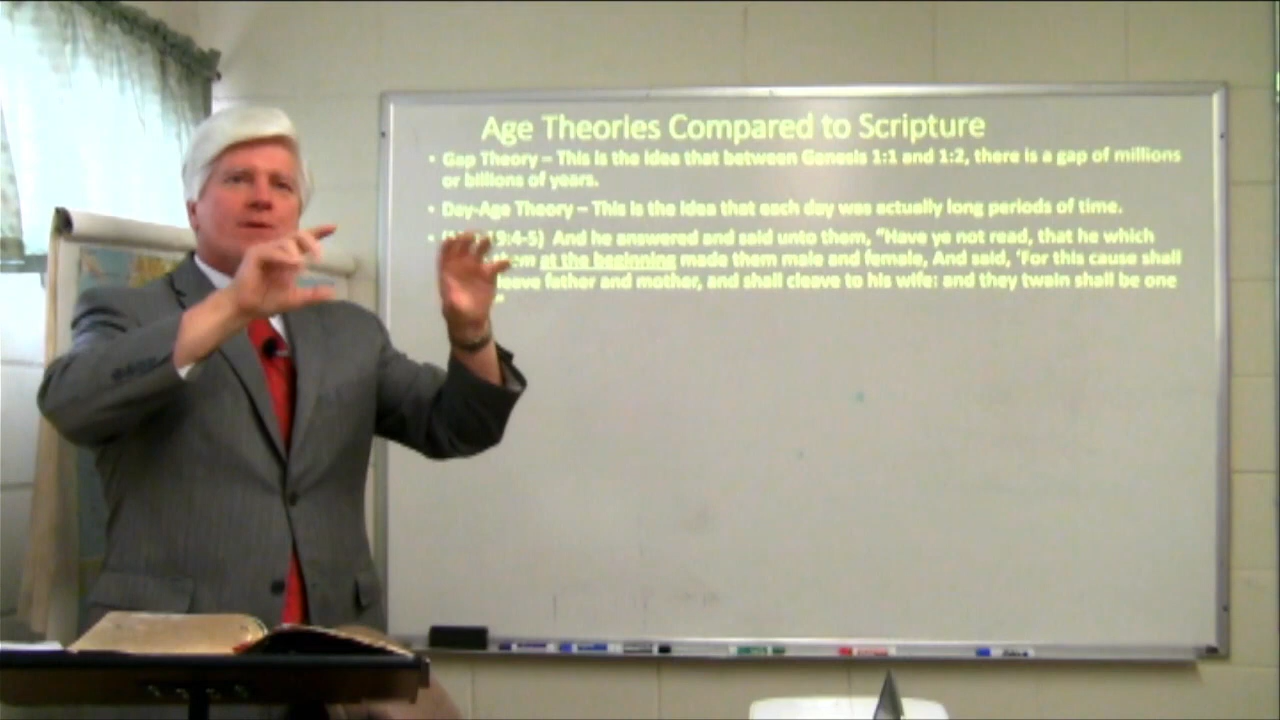 Age Theories Compared to Scripture
• Gap Theory – This is the idea that between Genesis 1:1 and 1:2, there is a gap of millions
or billions of years.
• Day-Age Theory – This is the idea that each day was actually long periods of time.
• 19:4-5) And he answered and said unto them, “Have ye not read, that he which
at the beginning made them male and female, And said, ‘For this cause shall
leave father and mother, and shall cleave to his wife: and they twain shall be one